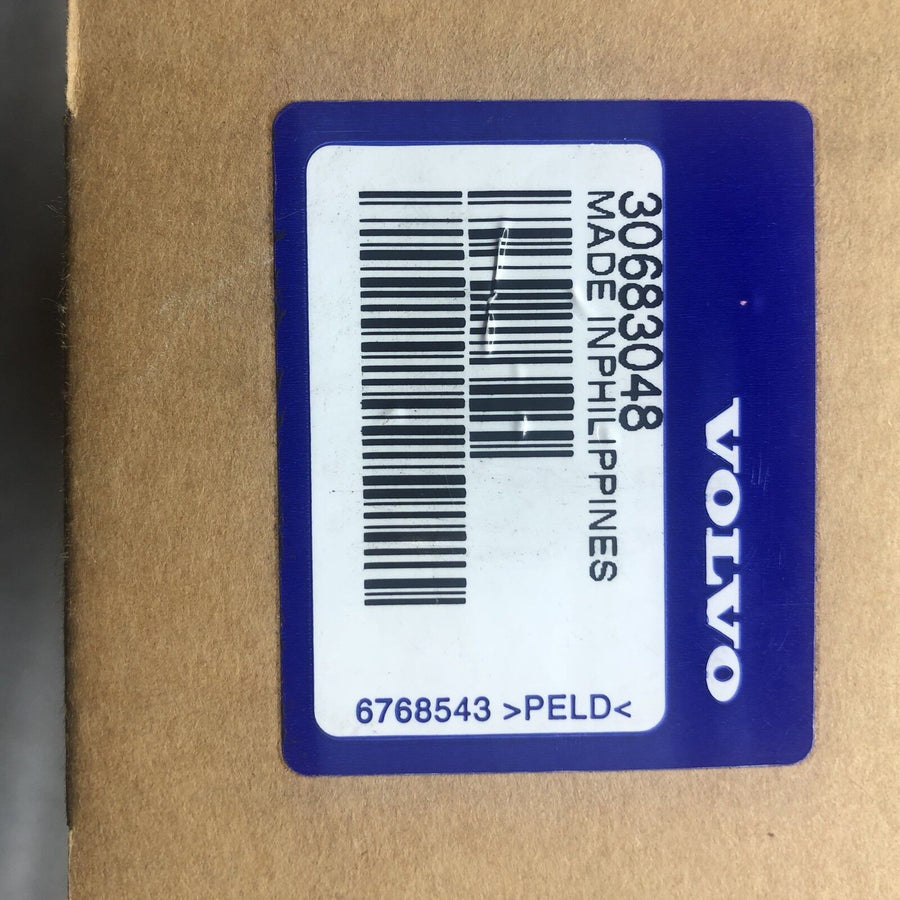 VOLVO
30683048
MADE INPHILIPPINES
6768543 >PELD<